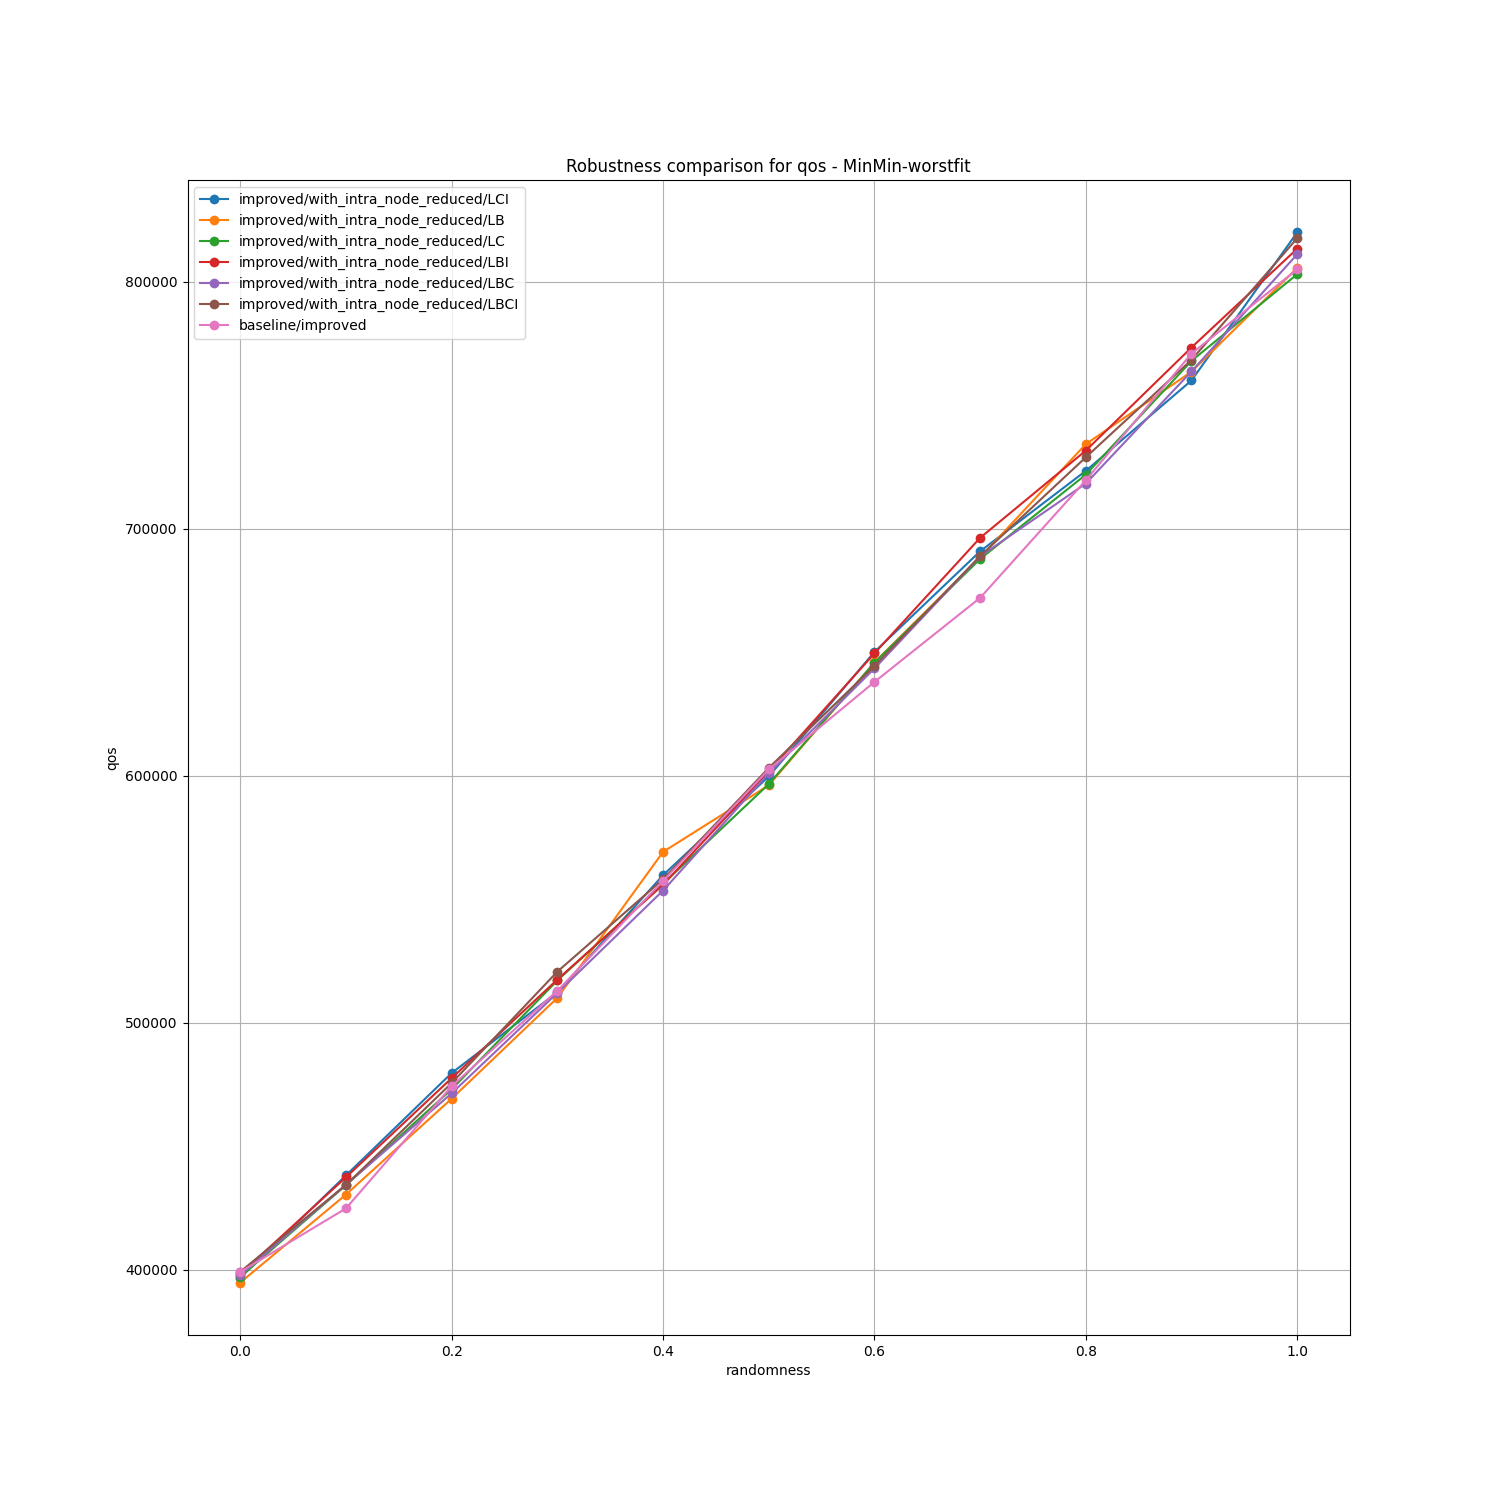 Robustness comparison for qos - MinMin-worstfit
improved/with_intra_node_reduced/LCI
improved/with_intra_node_reduced/LB
improved/with_intra_node_reduced/LC
improved/with_intra_node_reduced/LBI
improved/with_intra_node_reduced/LBC
improved/with_intra_node_reduced/LBCI
baseline/improved
800000
700000
600000
500000
400000
qos
0.0 0.2 0.4 0.6 0.8 1.0
randomness